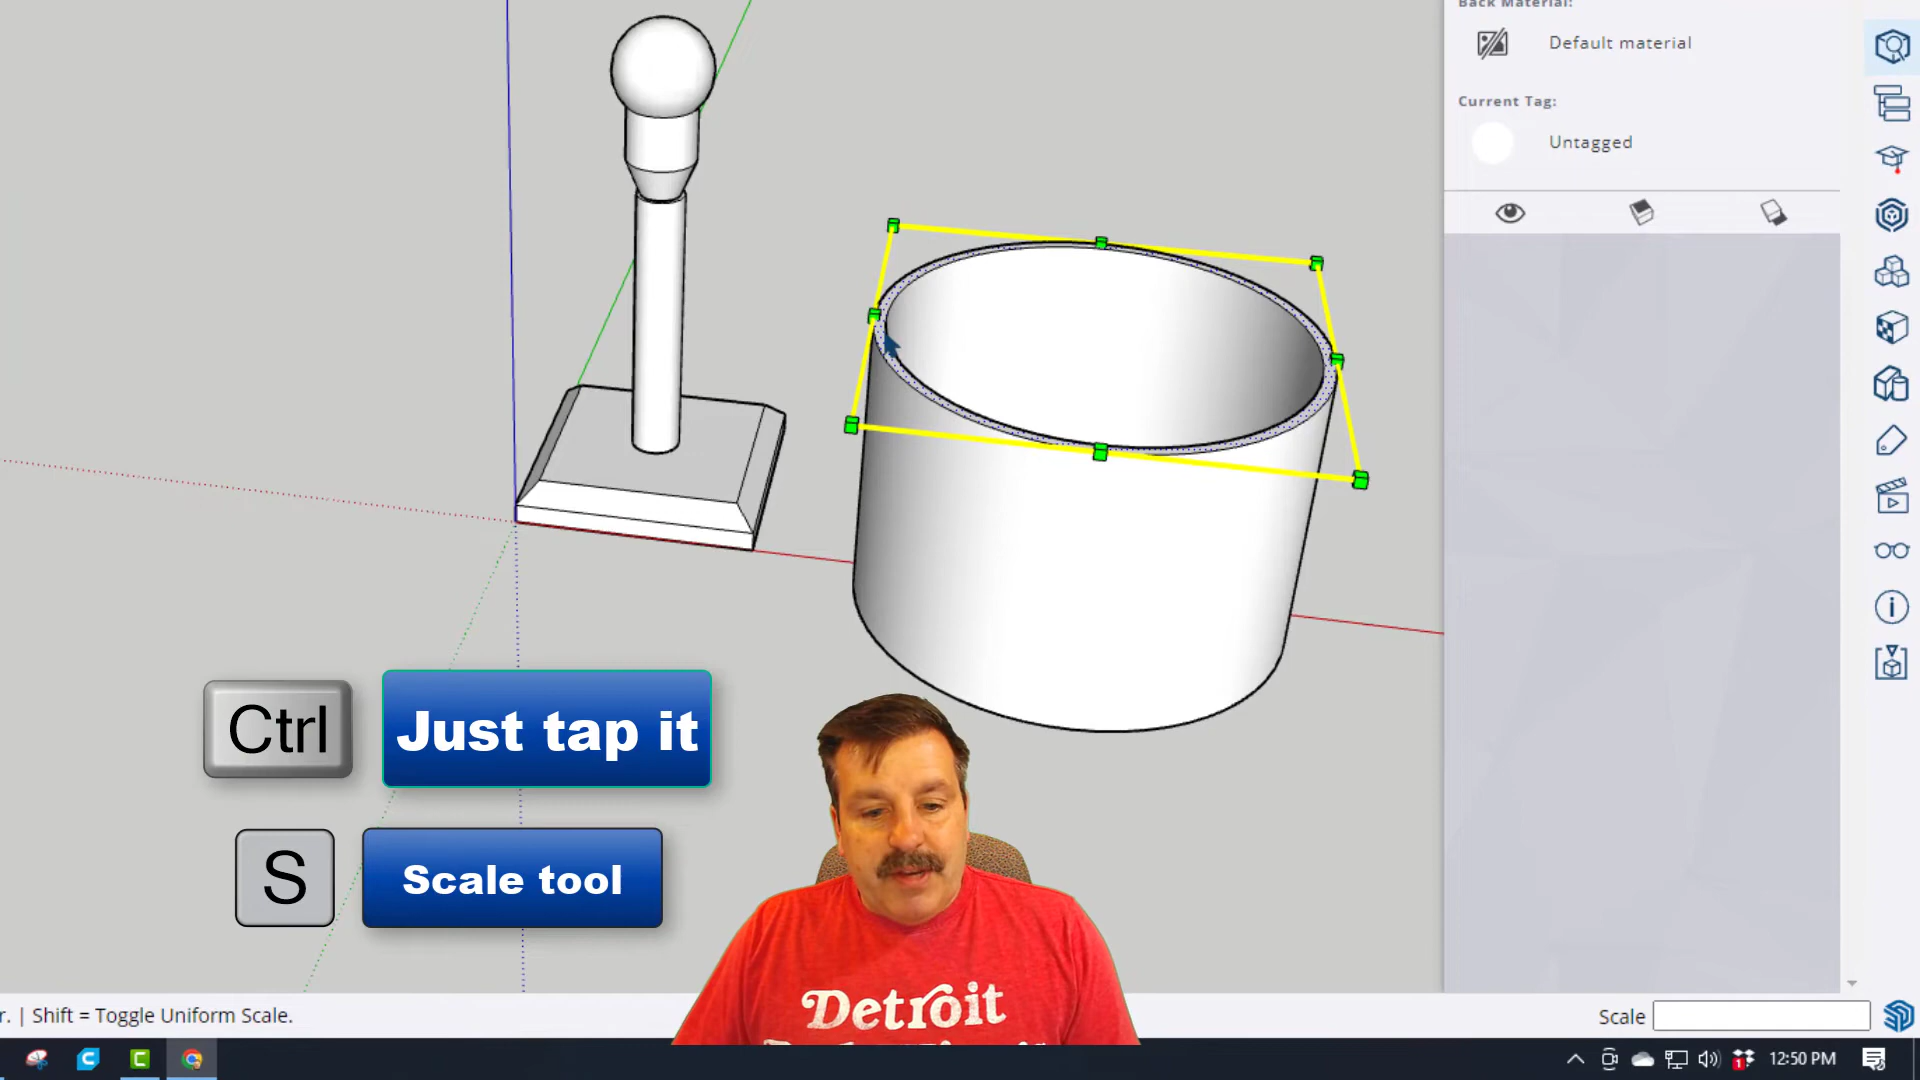 Back Material:
Default material
Current Tag:
Untagged
Ctrl
Just tap it
S
Scale tool
Detroit
r. | Shift = Toggle Uniform Scale.
Scale
1
12:50 PM